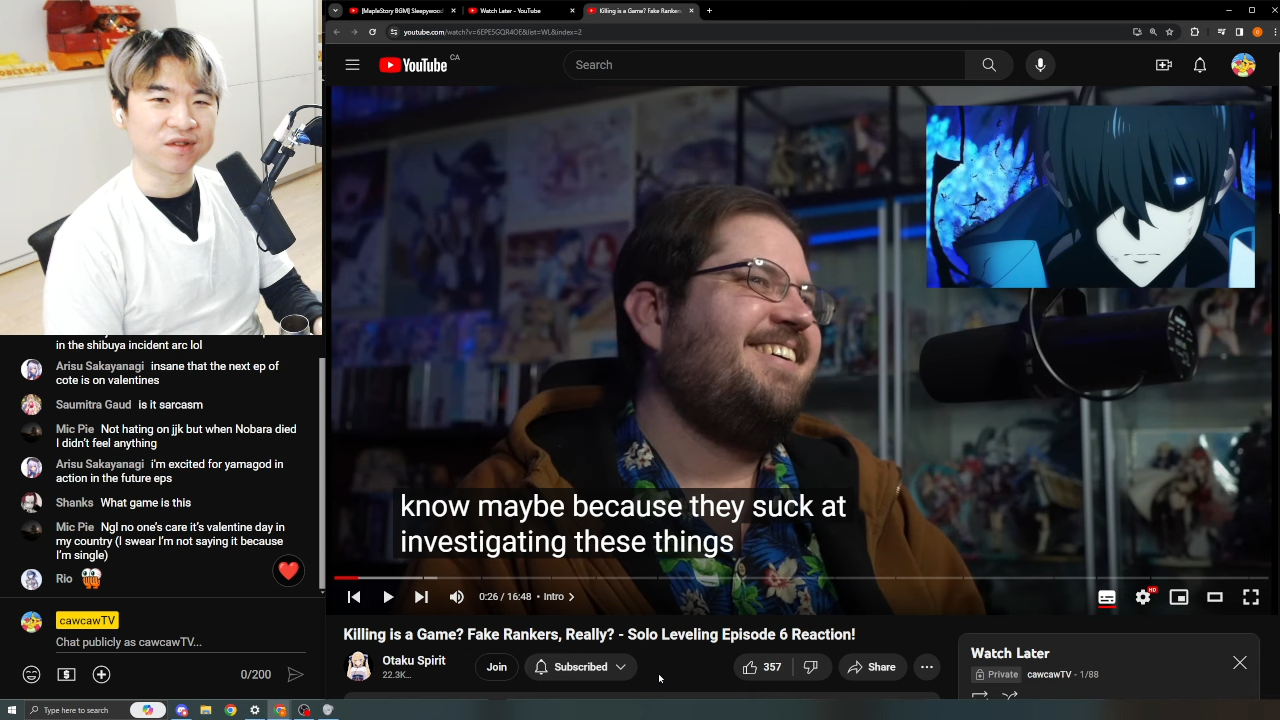 [MapleStory BGM] Sleepywood
Watch Later - YouTube
Killing is a Game? Fake Rankers,
youtube.com/watch?v=6EPE5GQR4OE&list=WL&index=2
YouTube CA
Search
in the shibuya incident arc lol
Arisu Sakayanagi insane that the next ep of
cote is on valentines
Saumitra Gaud is it sarcasm
Mic Pie Not hating on jjk but when Nobara died
I didn't feel anything
Arisu Sakayanagi i'm excited for yamagod in
action in the future eps
Shanks What game is this
Mic Pie Ngl no one's care it's valentine day in
my country (I swear I'm not saying it because
I'm single)
Rio
cawcawTV
Chat publicly as cawcawTV...
0/200
know maybe because they suck at
investigating these things
0:26 / 16:48 • Intro
HD
Killing is a Game? Fake Rankers, Really? - Solo Leveling Episode 6 Reaction!
Otaku Spirit
22.3K...
Join
Subscribed
357
Share
Watch Later
Private cawcawTV - 1/88
Type here to search